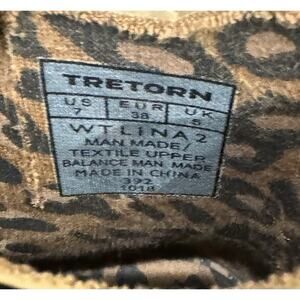 TRETORN
US EUR UK
7 38 5
WTLINA 2
MAN MADE/
TEXTILE UPPER
BALANCE MAN MADE
MADE IN CHINA
392
1018